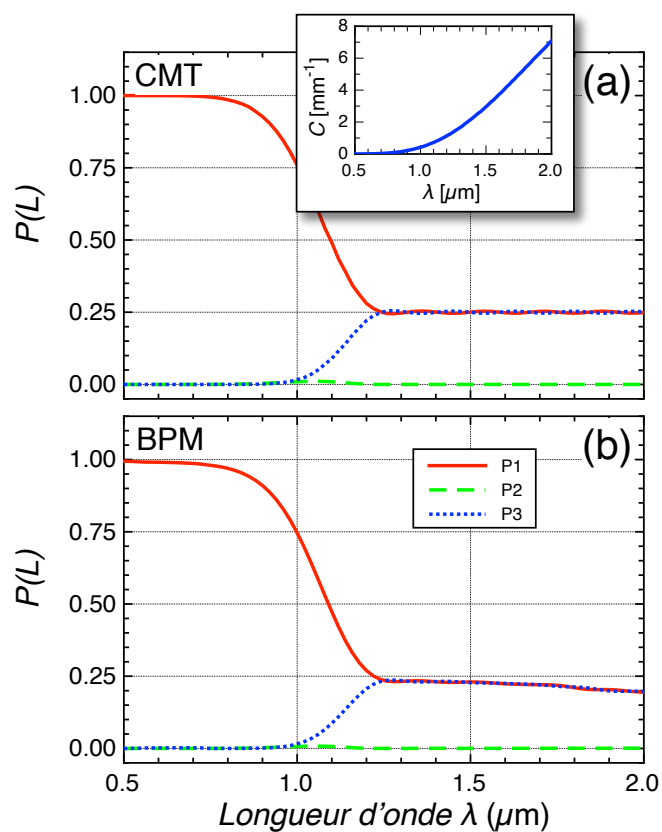 CMT
(a)
P(L)
1.00
0.75
0.50
0.25
0.00
C [mm⁻¹]
8
6
4
2
0
0.5 1.0 1.5 2.0
λ [µm]
BPM
(b)
P(L)
1.00
0.75
0.50
0.25
0.00
P1
P2
P3
0.5 1.0 1.5 2.0
Longueur d'onde λ (µm)